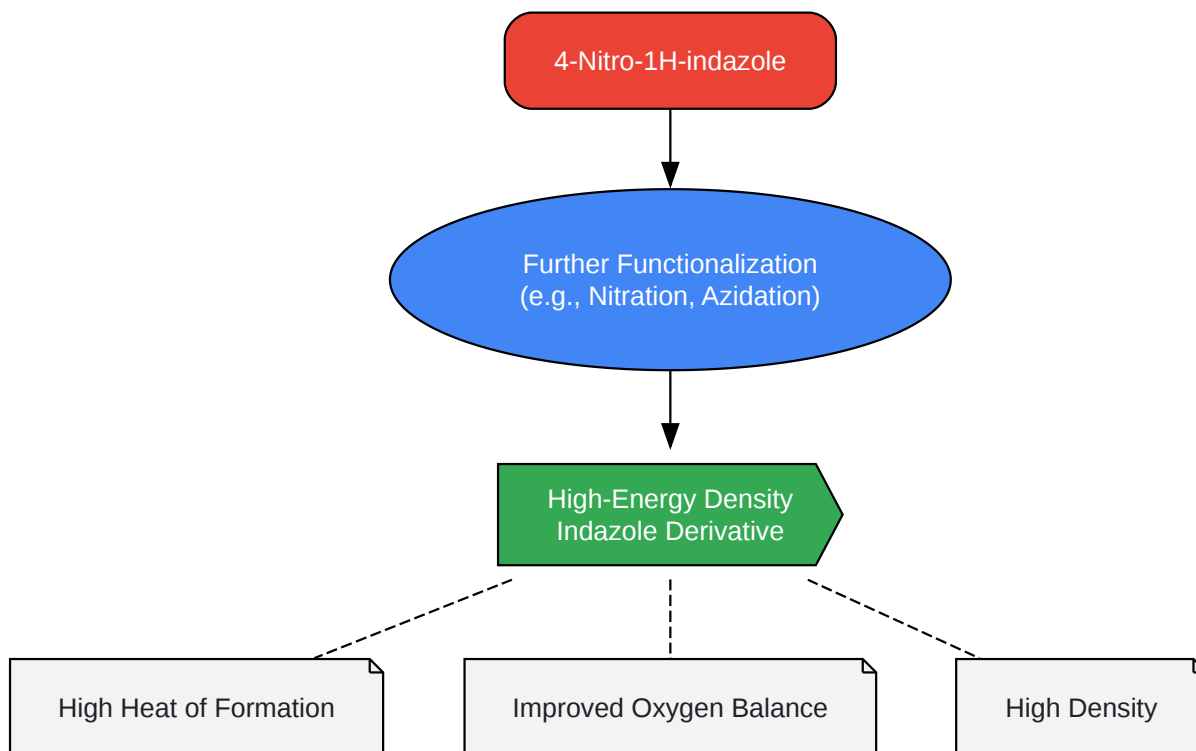 4-Nitro-1H-indazole
Further Functionalization
(e.g., Nitration, Azidation)
High-Energy Density
Indazole Derivative
High Heat of Formation
Improved Oxygen Balance
High Density